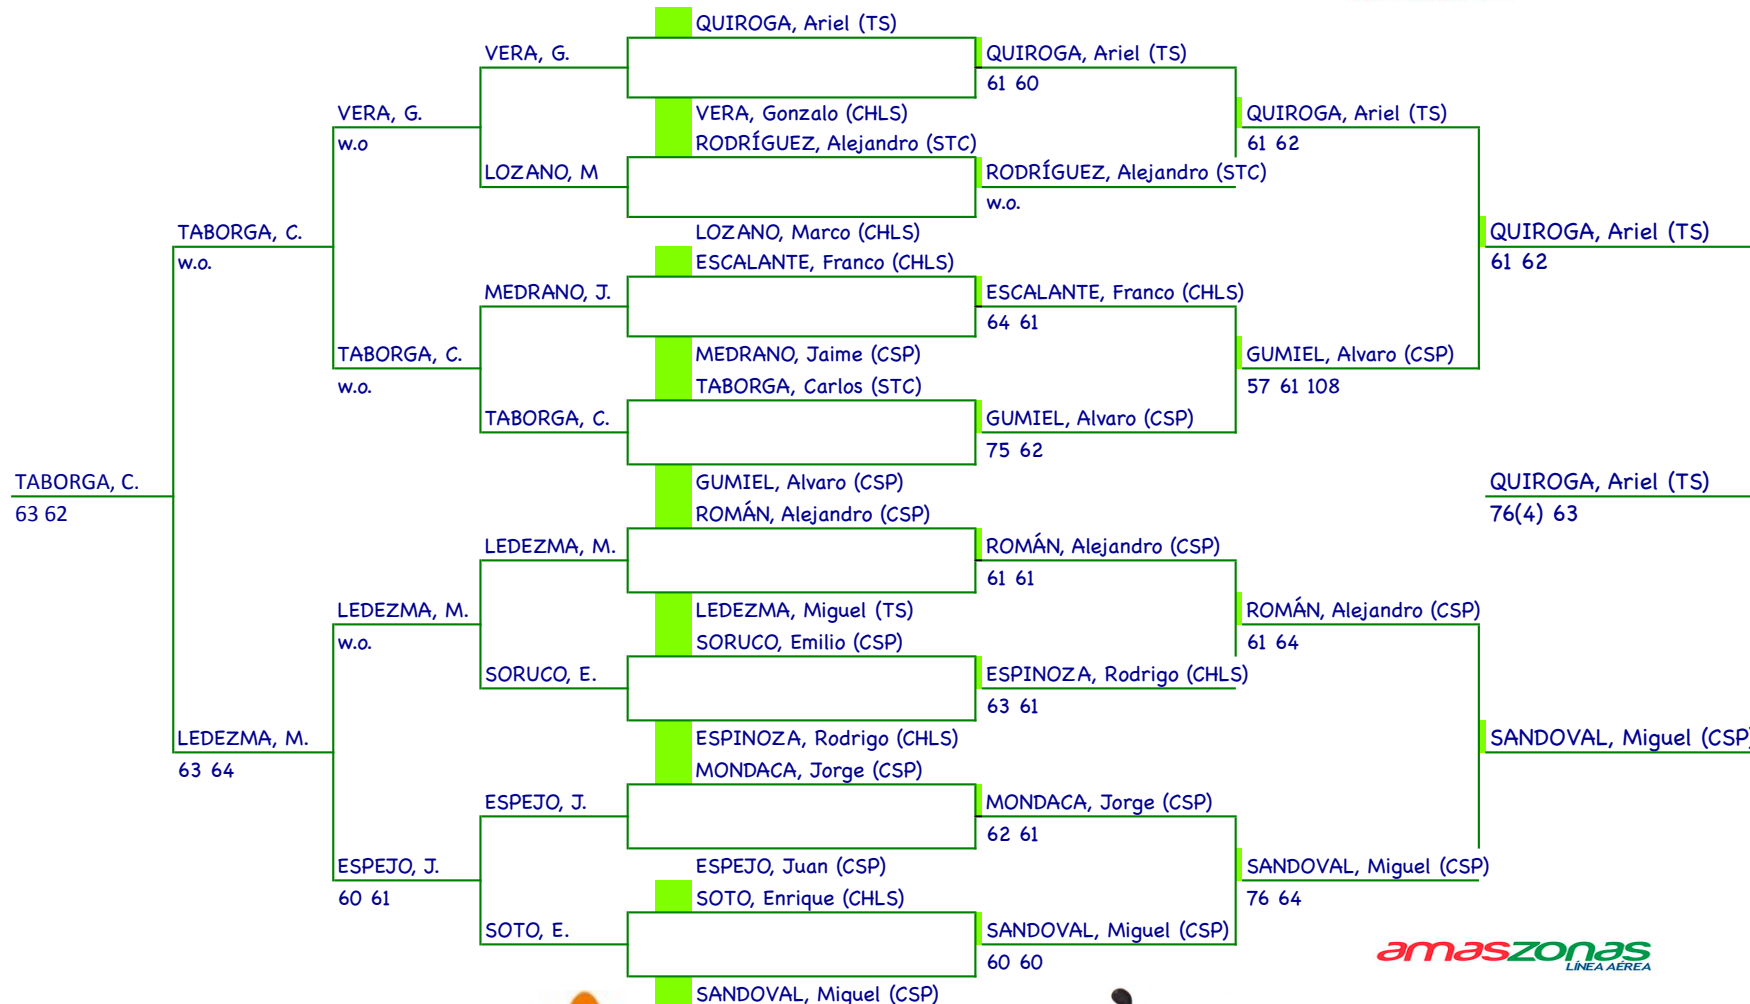 QUIROGA, Ariel (TS)
VERA, G.
QUIROGA, Ariel (TS)
61 60
VERA, G.
w.o
VERA, Gonzalo (CHLS)
QUIROGA, Ariel (TS)
61 62
RODRÍGUEZ, Alejandro (STC)
LOZANO, M
RODRÍGUEZ, Alejandro (STC)
w.o.
TABORGA, C.
w.o.
LOZANO, Marco (CHLS)
QUIROGA, Ariel (TS)
61 62
ESCALANTE, Franco (CHLS)
MEDRANO, J.
ESCALANTE, Franco (CHLS)
64 61
TABORGA, C.
w.o.
MEDRANO, Jaime (CSP)
GUMIEL, Alvaro (CSP)
57 61 108
TABORGA, Carlos (STC)
TABORGA, C.
GUMIEL, Alvaro (CSP)
75 62
TABORGA, C.
63 62
GUMIEL, Alvaro (CSP)
QUIROGA, Ariel (TS)
76(4) 63
ROMÁN, Alejandro (CSP)
LEDEZMA, M.
ROMÁN, Alejandro (CSP)
61 61
LEDEZMA, M.
w.o.
LEDEZMA, Miguel (TS)
ROMÁN, Alejandro (CSP)
61 64
SORUCO, Emilio (CSP)
SORUCO, E.
ESPINOZA, Rodrigo (CHLS)
63 61
LEDEZMA, M.
63 64
ESPINOZA, Rodrigo (CHLS)
SANDOVAL, Miguel (CSP)
MONDACA, Jorge (CSP)
ESPEJO, J.
MONDACA, Jorge (CSP)
62 61
ESPEJO, J.
60 61
ESPEJO, Juan (CSP)
SANDOVAL, Miguel (CSP)
76 64
SOTO, Enrique (CHLS)
SOTO, E.
SANDOVAL, Miguel (CSP)
60 60
amaszonas
LÍNEA AÉREA
SANDOVAL, Miguel (CSP)